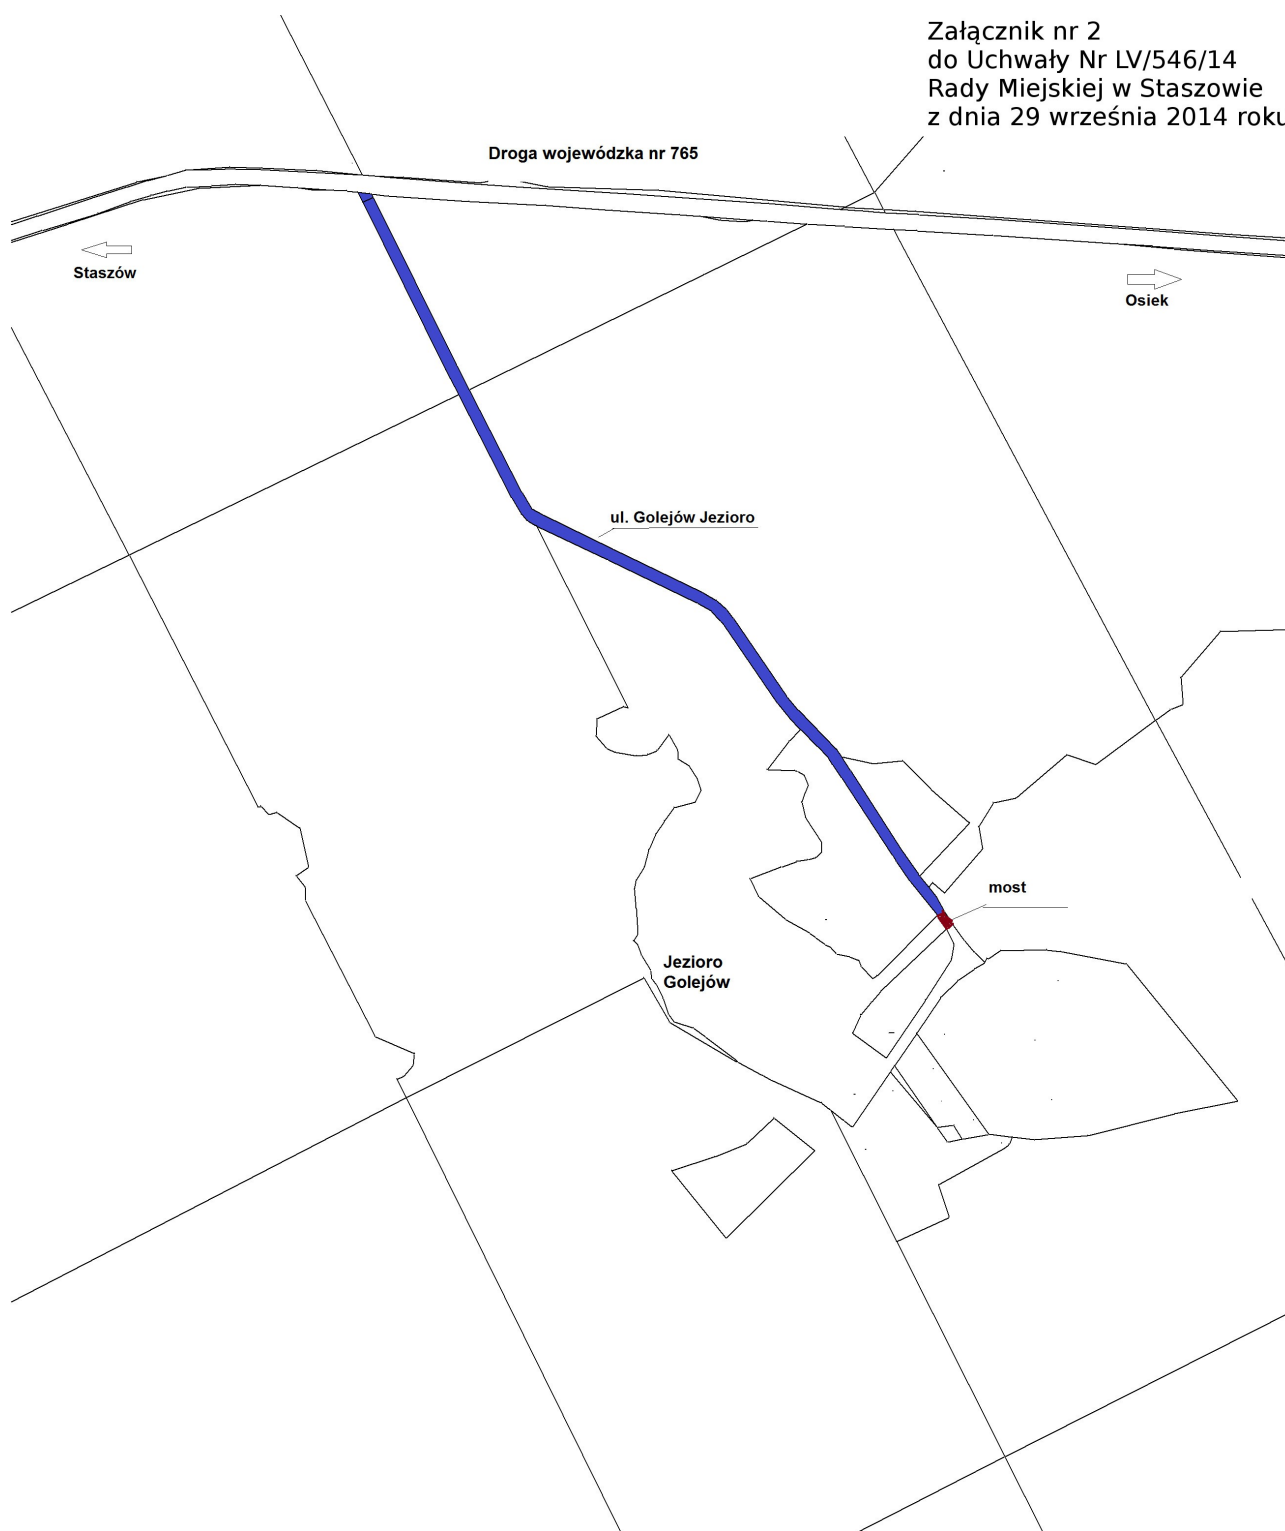 Załącznik nr 2
do Uchwały Nr LV/546/14
Rady Miejskiej w Staszowie
z dnia 29 września 2014 roku
Droga wojewódzka nr 765
Staszów
Osiek
ul. Golejów Jezioro
most
Jezioro
Golejów